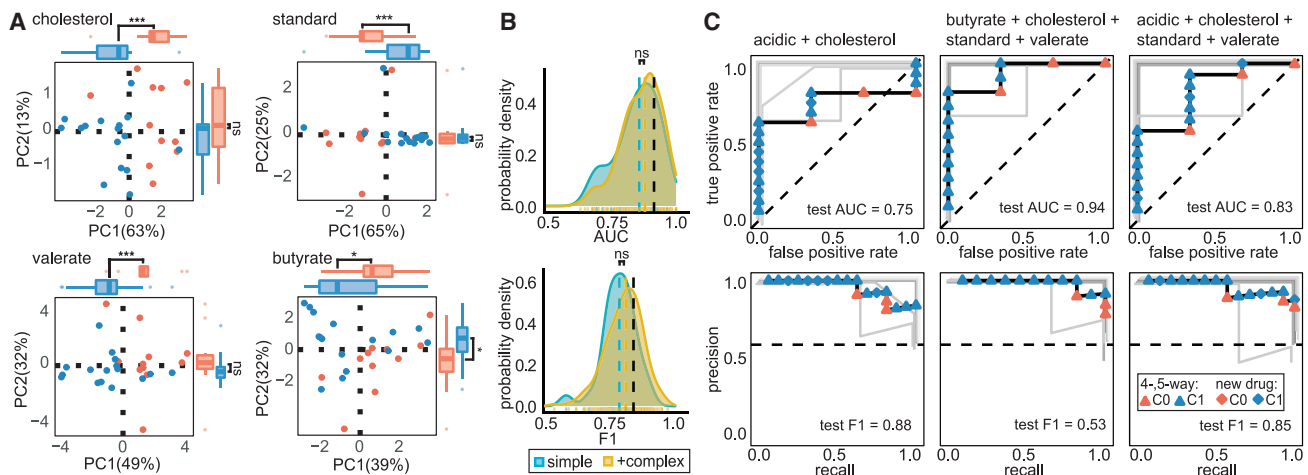 A
cholesterol
***
PC2(13%)
1
0
−1
ns
−2 0 2 4
PC1(63%)
standard
***
PC2(25%)
2
0
−2
ns
−2 0 2
PC1(65%)
valerate
***
PC2(32%)
4
0
−4
ns
−4 0 4
PC1(49%)
butyrate
*
PC2(32%)
2
0
−2
*
−2 0 2
PC1(39%)
B
ns
probability density
0.4
0.2
0.0
0.5 0.75 1.0
AUC
ns
probability density
0.6
0.4
0.2
0.0
0.5 0.75 1.0
F1
simple +complex
C
acidic + cholesterol
butyrate + cholesterol +
standard + valerate
acidic + cholesterol +
standard + valerate
true positive rate
1.0
0.5
0.0
test AUC = 0.75
test AUC = 0.94
test AUC = 0.83
0.0 0.5 1.0
0.0 0.5 1.0
0.0 0.5 1.0
false positive rate
false positive rate
false positive rate
precision
1.0
0.5
0.0
4-,5-way: new drug:
C0 C1 C0 C1
test F1 = 0.88
test F1 = 0.53
test F1 = 0.85
0.0 0.5 1.0
0.0 0.5 1.0
0.0 0.5 1.0
recall
recall
recall